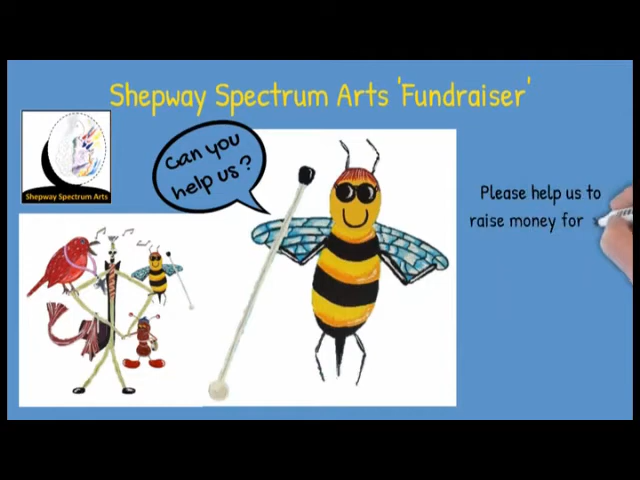 Shepway Spectrum Arts 'Fundraiser'
Shepway Spectrum Arts
can you
help us?
Please help us to
raise money for